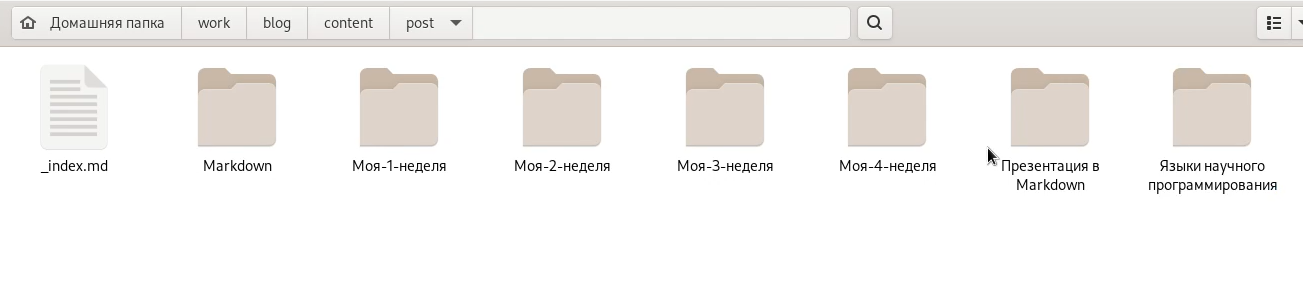 Домашняя папка work blog content post
_index.md Markdown Моя-1-неделя Моя-2-неделя Моя-3-неделя Моя-4-неделя Презентация в Markdown Языки научного программирования